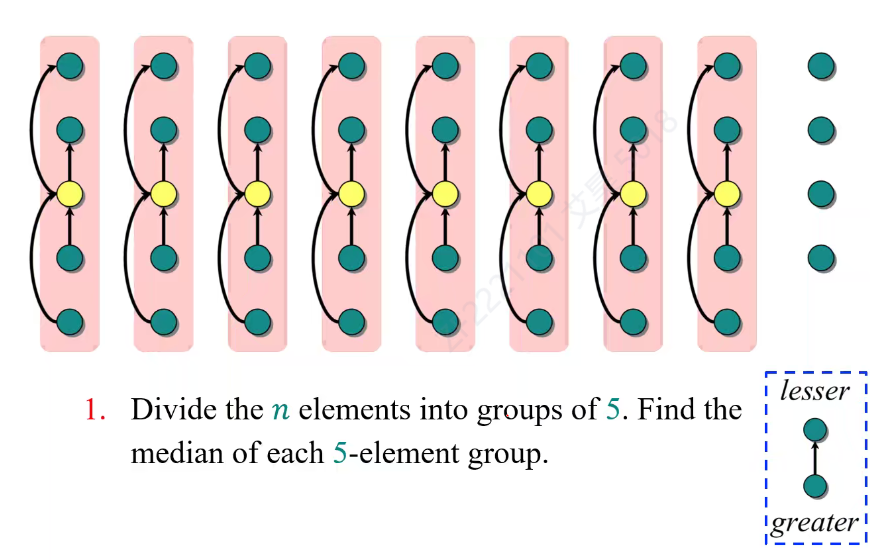 1. Divide the n elements into groups of 5. Find the
median of each 5-element group.
lesser
greater